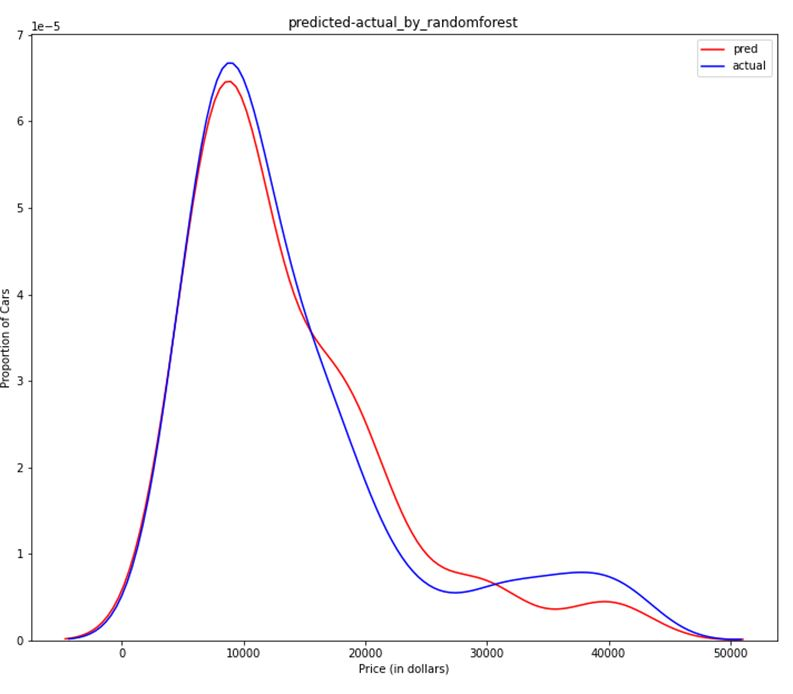 predicted-actual_by_randomforest
1e−5
pred
actual
7
6
5
4
3
2
1
0
Proportion of Cars
0 10000 20000 30000 40000 50000
Price (in dollars)